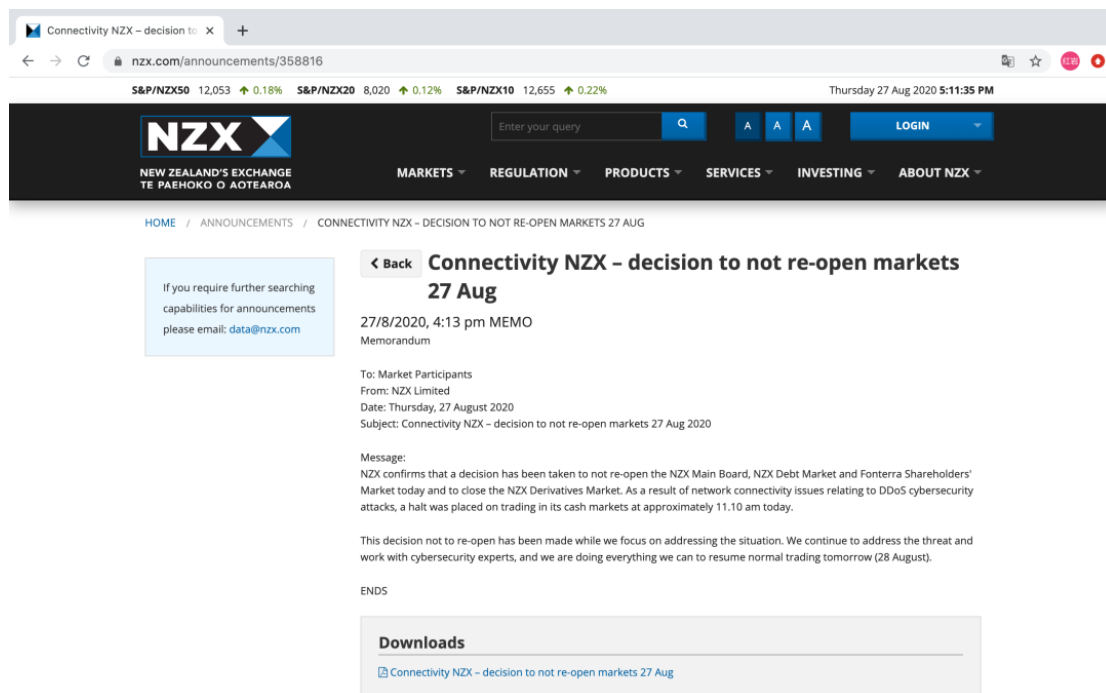 Connectivity NZX – decision to
nzx.com/announcements/358816
红岩
S&P/NZX50 12,053 ↑ 0.18% S&P/NZX20 8,020 ↑ 0.12% S&P/NZX10 12,655 ↑ 0.22% Thursday 27 Aug 2020 5:11:35 PM
NZX
NEW ZEALAND'S EXCHANGE
TE PAEHOKO O AOTEAROA
Enter your query
A A A
LOGIN
MARKETS REGULATION PRODUCTS SERVICES INVESTING ABOUT NZX
HOME / ANNOUNCEMENTS / CONNECTIVITY NZX – DECISION TO NOT RE-OPEN MARKETS 27 AUG
If you require further searching
capabilities for announcements
please email: data@nzx.com
Back
Connectivity NZX – decision to not re-open markets
27 Aug
27/8/2020, 4:13 pm MEMO
Memorandum
To: Market Participants
From: NZX Limited
Date: Thursday, 27 August 2020
Subject: Connectivity NZX – decision to not re-open markets 27 Aug 2020
Message:
NZX confirms that a decision has been taken to not re-open the NZX Main Board, NZX Debt Market and Fonterra Shareholders'
Market today and to close the NZX Derivatives Market. As a result of network connectivity issues relating to DDoS cybersecurity
attacks, a halt was placed on trading in its cash markets at approximately 11.10 am today.
This decision not to re-open has been made while we focus on addressing the situation. We continue to address the threat and
work with cybersecurity experts, and we are doing everything we can to resume normal trading tomorrow (28 August).
ENDS
Downloads
Connectivity NZX – decision to not re-open markets 27 Aug